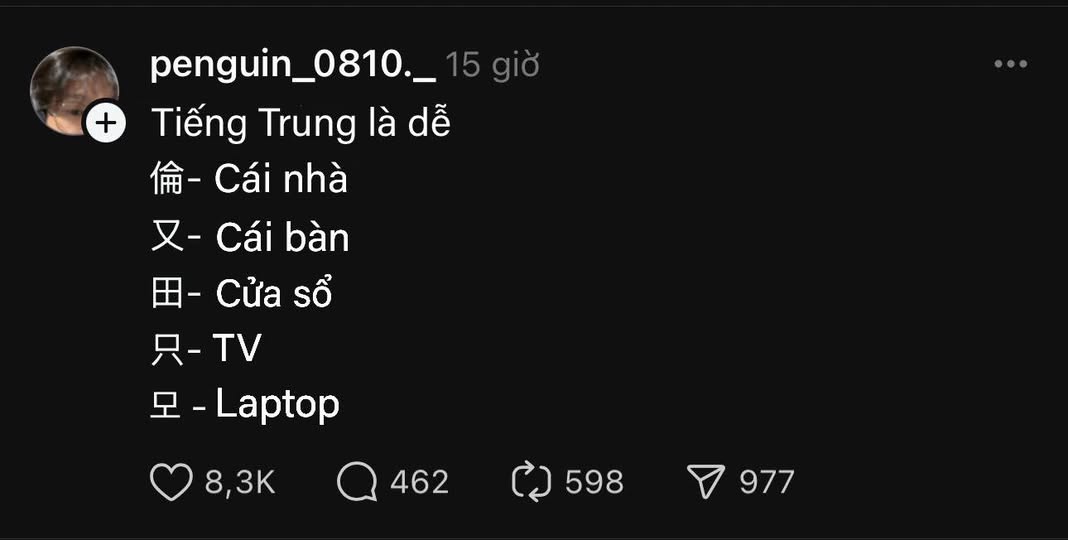 penguin_0810._ 15 giờ
Tiếng Trung là dễ
倫- Cái nhà
又- Cái bàn
田- Cửa sổ
只- TV
모 - Laptop
8,3K 462 598 977